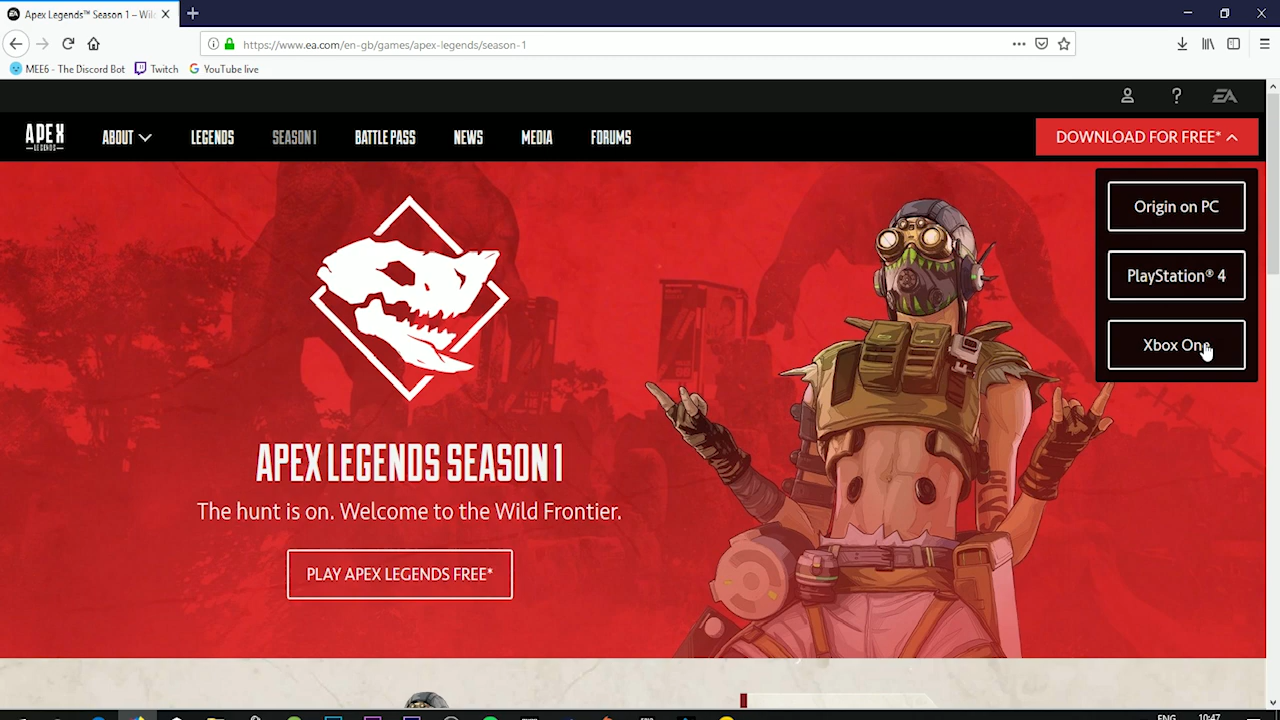 Apex Legends™ Season 1 – Wil
https://www.ea.com/en-gb/games/apex-legends/season-1
MEE6 - The Discord Bot Twitch YouTube live
EA
APEX LEGENDS ABOUT LEGENDS SEASON 1 BATTLE PASS NEWS MEDIA FORUMS DOWNLOAD FOR FREE*
Origin on PC
PlayStation® 4
Xbox One
APEX LEGENDS SEASON 1
The hunt is on. Welcome to the Wild Frontier.
PLAY APEX LEGENDS FREE*
ENG 10:47